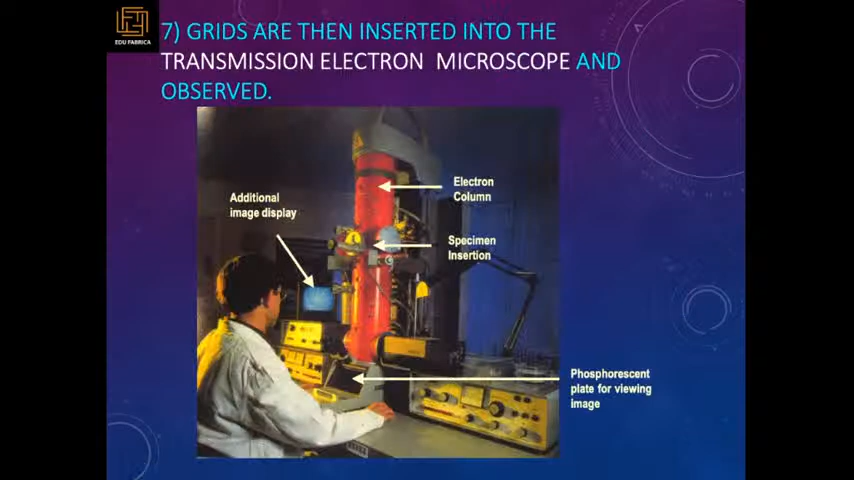 EDU FABRICA
7) GRIDS ARE THEN INSERTED INTO THE
TRANSMISSION ELECTRON MICROSCOPE AND
OBSERVED.
Additional
image display
Electron
Column
Specimen
Insertion
Phosphorescent
plate for viewing
image